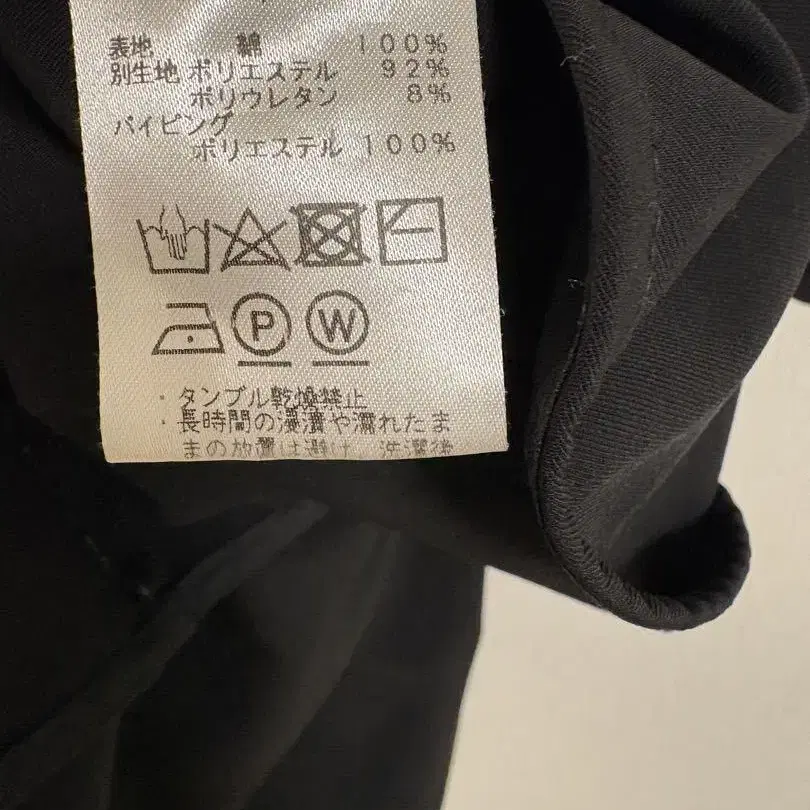 表地 綿 100%
別生地 ポリエステル 92%
ポリウレタン 8%
パイピング
ポリエステル 100%
P W
・タンブル乾燥禁止
・長時間の浸漬や濡れたま
まの放置は避け、洗濯後